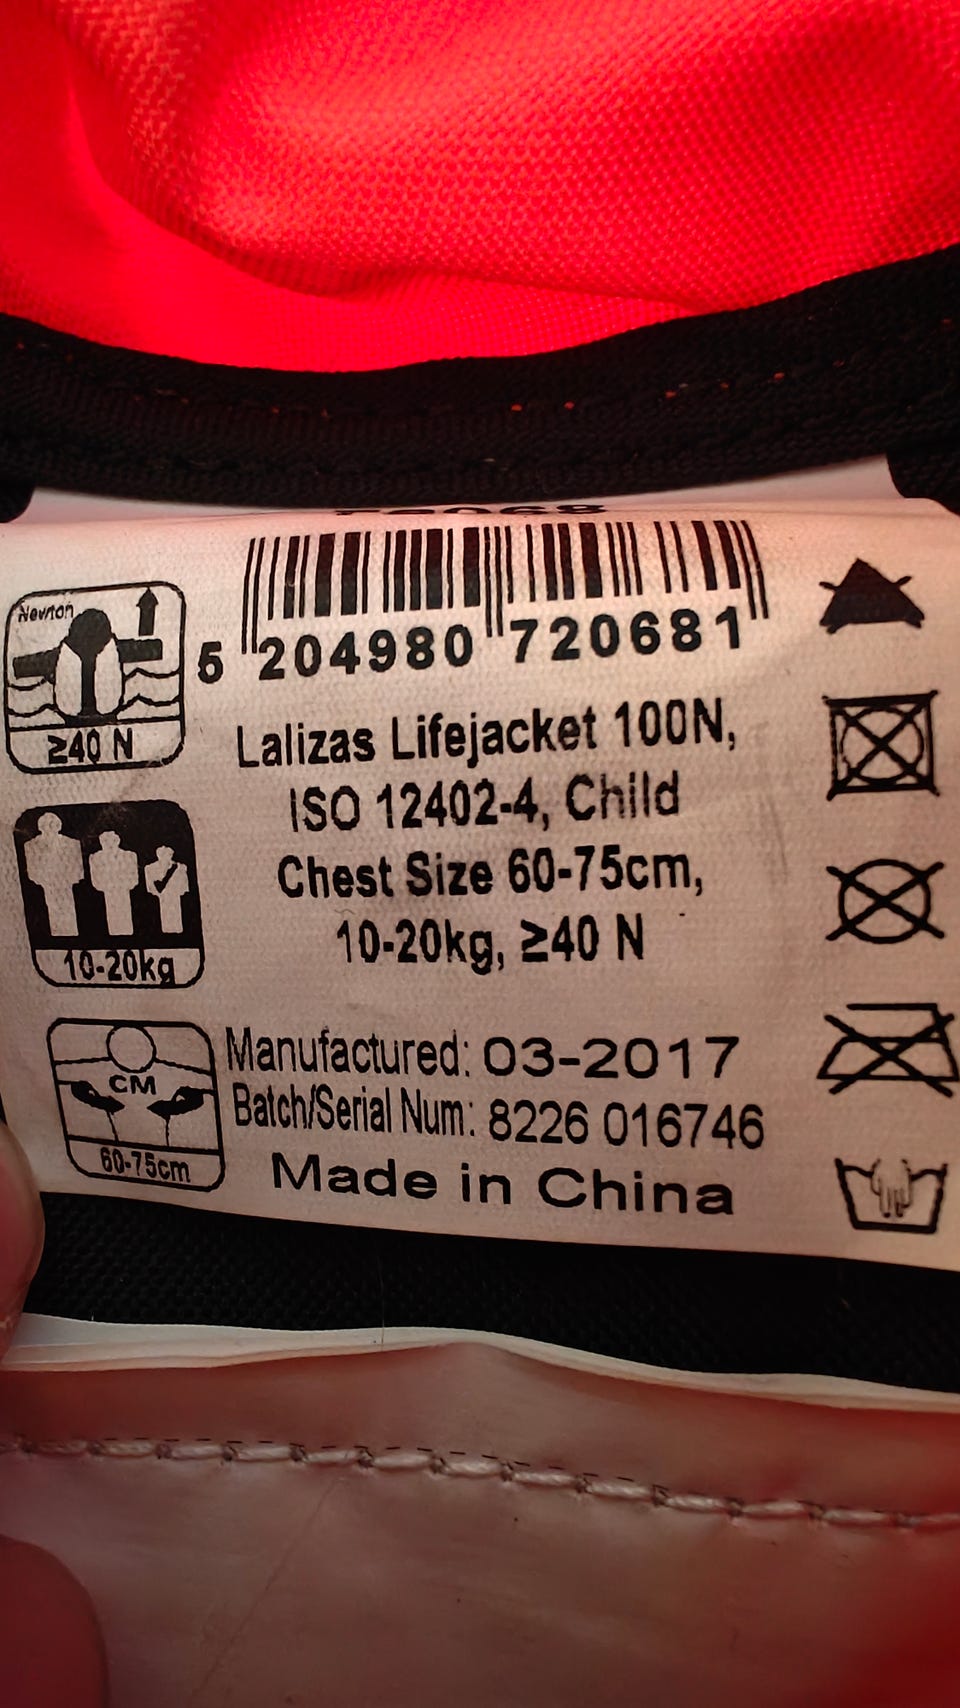 5 204980 720681
Newton
≥40 N
Lalizas Lifejacket 100N,
ISO 12402-4, Child
Chest Size 60-75cm,
10-20kg, ≥40 N
10-20kg
Manufactured: 03-2017
Batch/Serial Num: 8226 016746
Made in China
CM
60-75cm